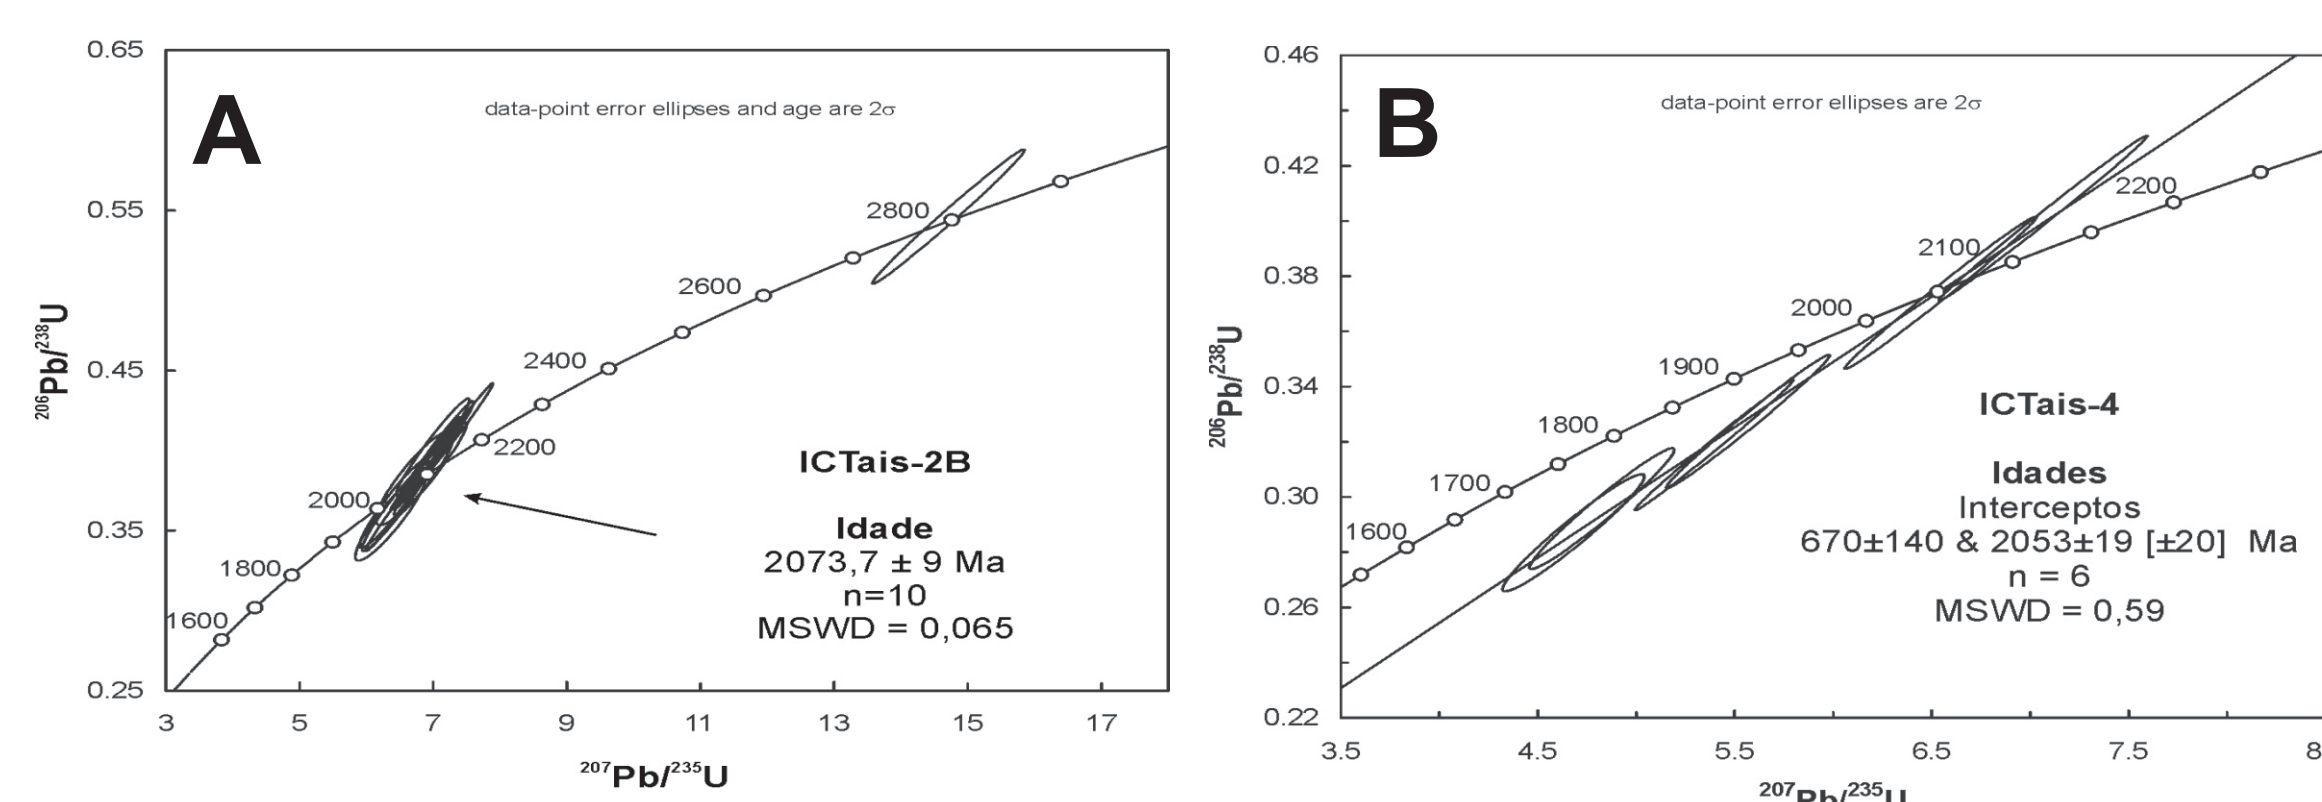 A
data-point error ellipses and age are 2σ
0.65
0.55
0.45
0.35
0.25
²⁰⁶Pb/²³⁸U
2800
2600
2400
2200
2000
1800
1600
ICTais-2B
Idade
2073,7 ± 9 Ma
n=10
MSWD = 0,065
3 5 7 9 11 13 15 17
²⁰⁷Pb/²³⁵U
B
data-point error ellipses are 2σ
0.46
0.42
0.38
0.34
0.30
0.26
0.22
²⁰⁶Pb/²³⁸U
2200
2100
2000
1900
1800
1700
1600
ICTais-4
Idades
Interceptos
670±140 & 2053±19 [±20] Ma
n = 6
MSWD = 0,59
3.5 4.5 5.5 6.5 7.5
²⁰⁷Pb/²³⁵U